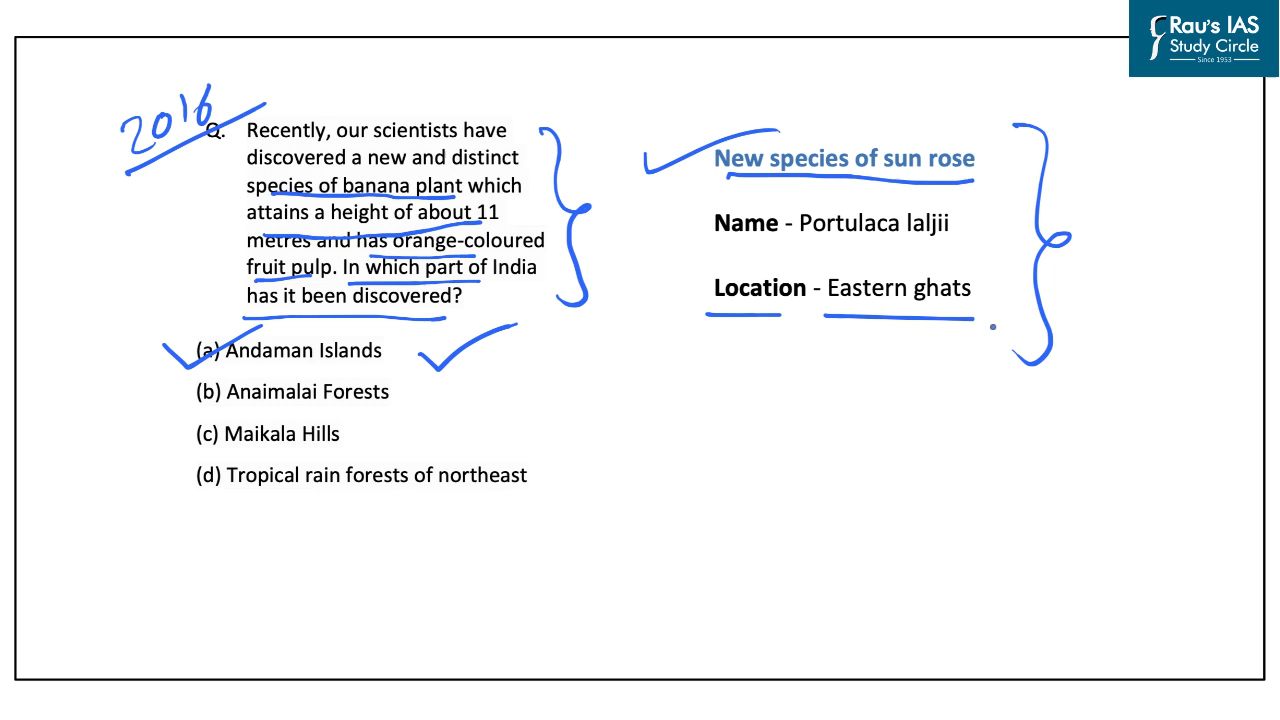 Rau's IAS
Study Circle
Since 1953
2016
Q. Recently, our scientists have
discovered a new and distinct
species of banana plant which
attains a height of about 11
metres and has orange-coloured
fruit pulp. In which part of India
has it been discovered?
(a) Andaman Islands
(b) Anaimalai Forests
(c) Maikala Hills
(d) Tropical rain forests of northeast
New species of sun rose
Name - Portulaca laljii
Location - Eastern ghats